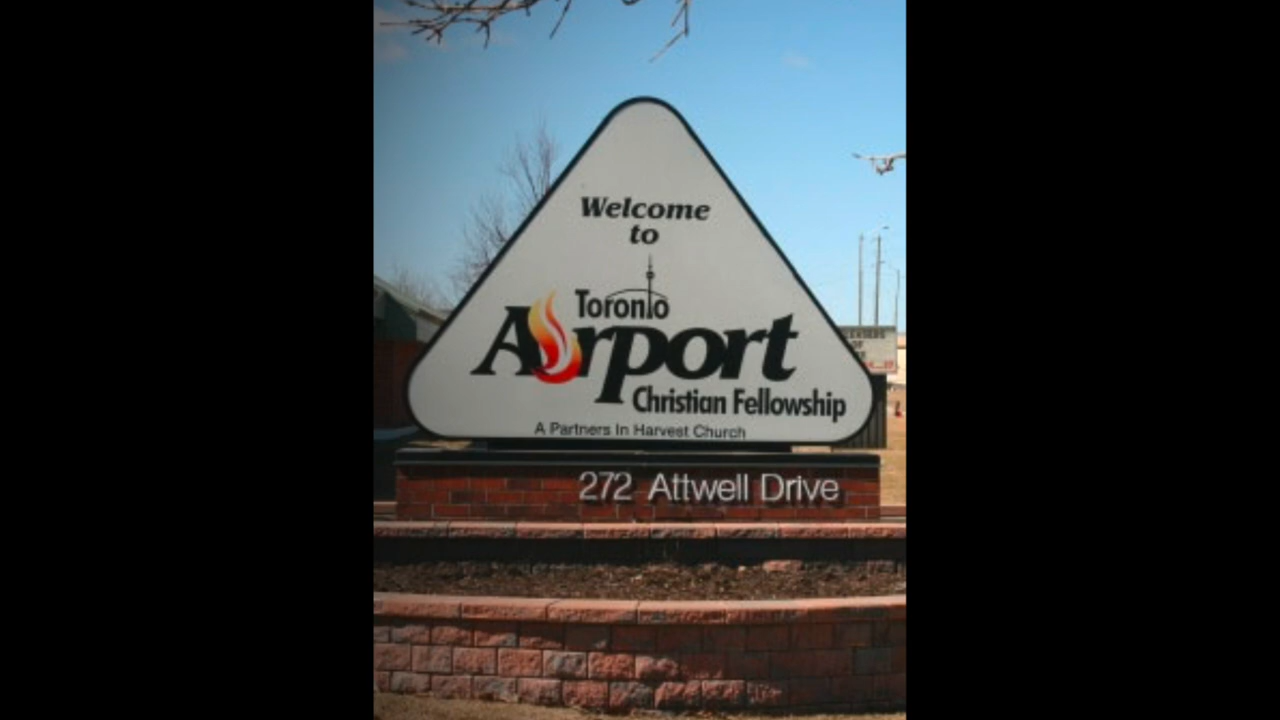 Welcome
to
Toronto
Airport
Christian Fellowship
A Partners In Harvest Church
272 Attwell Drive